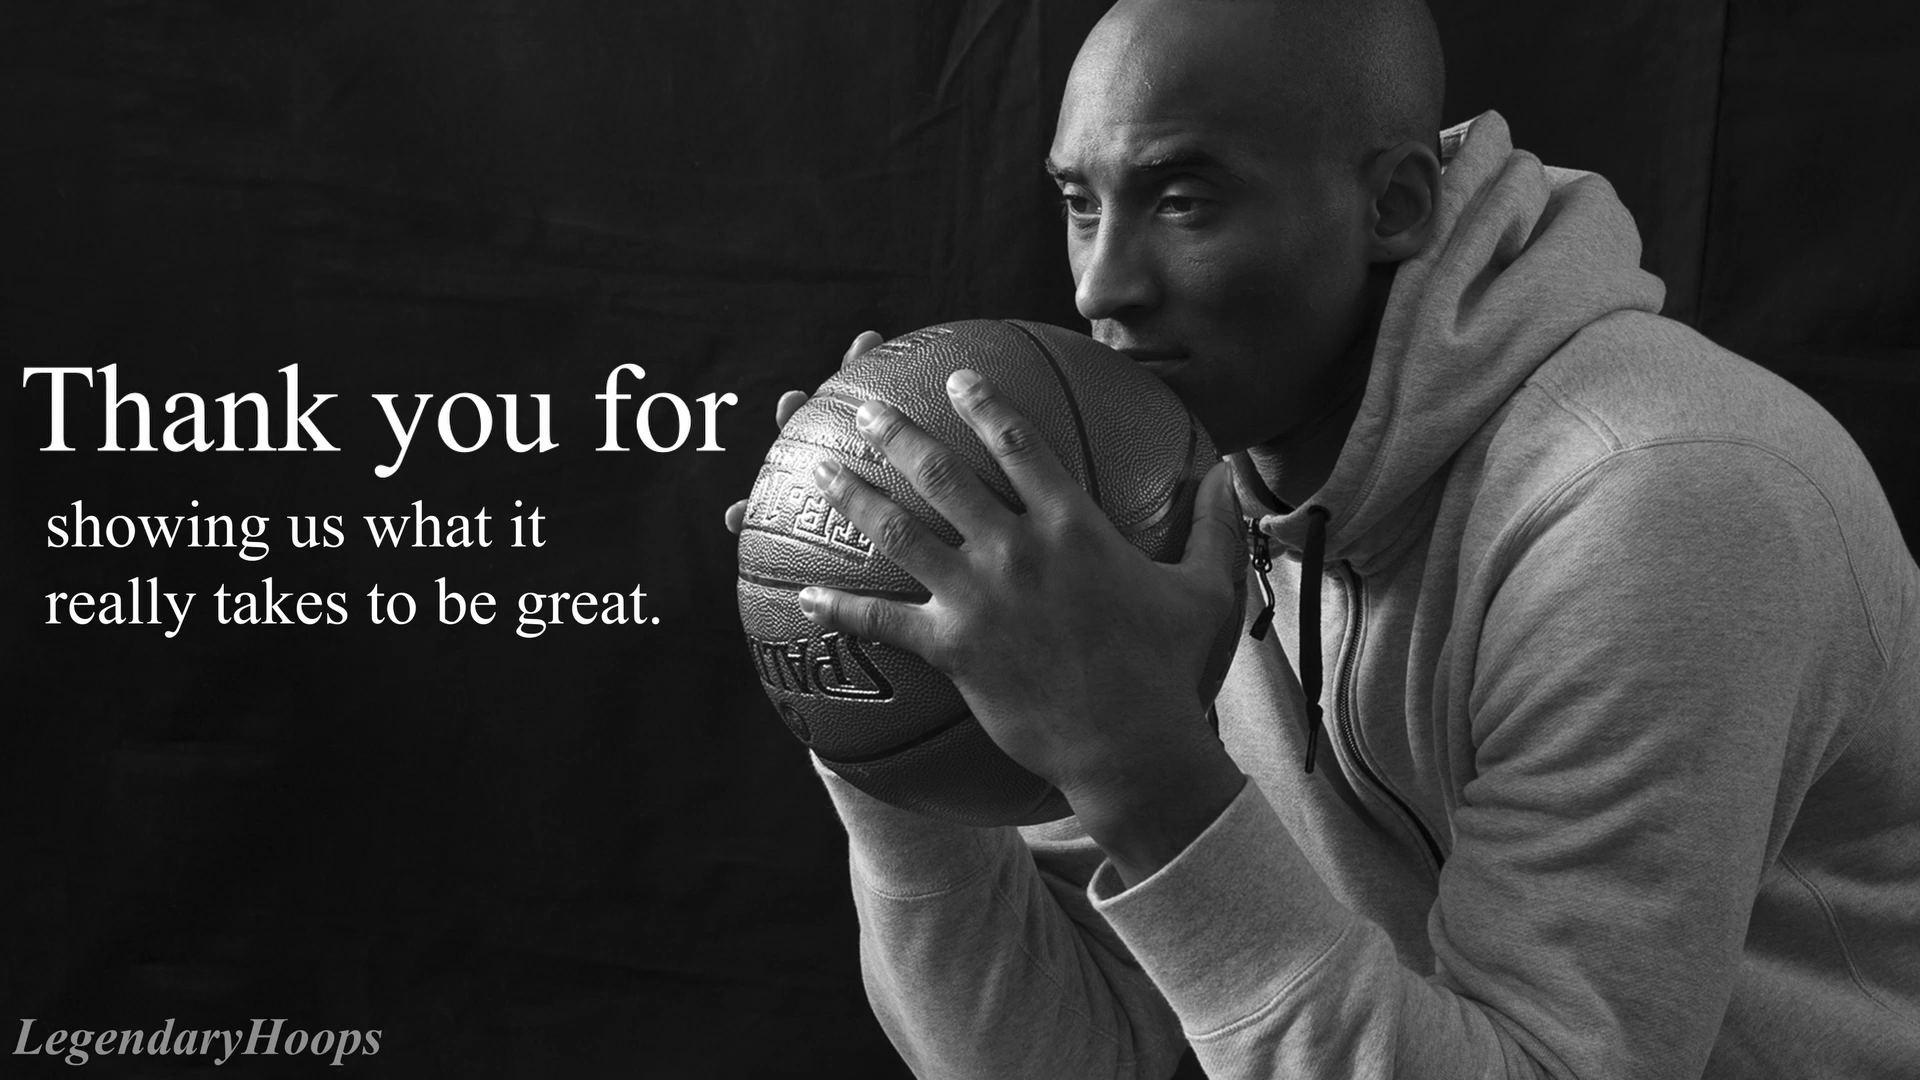 Thank you for
showing us what it
really takes to be great.
LegendaryHoops